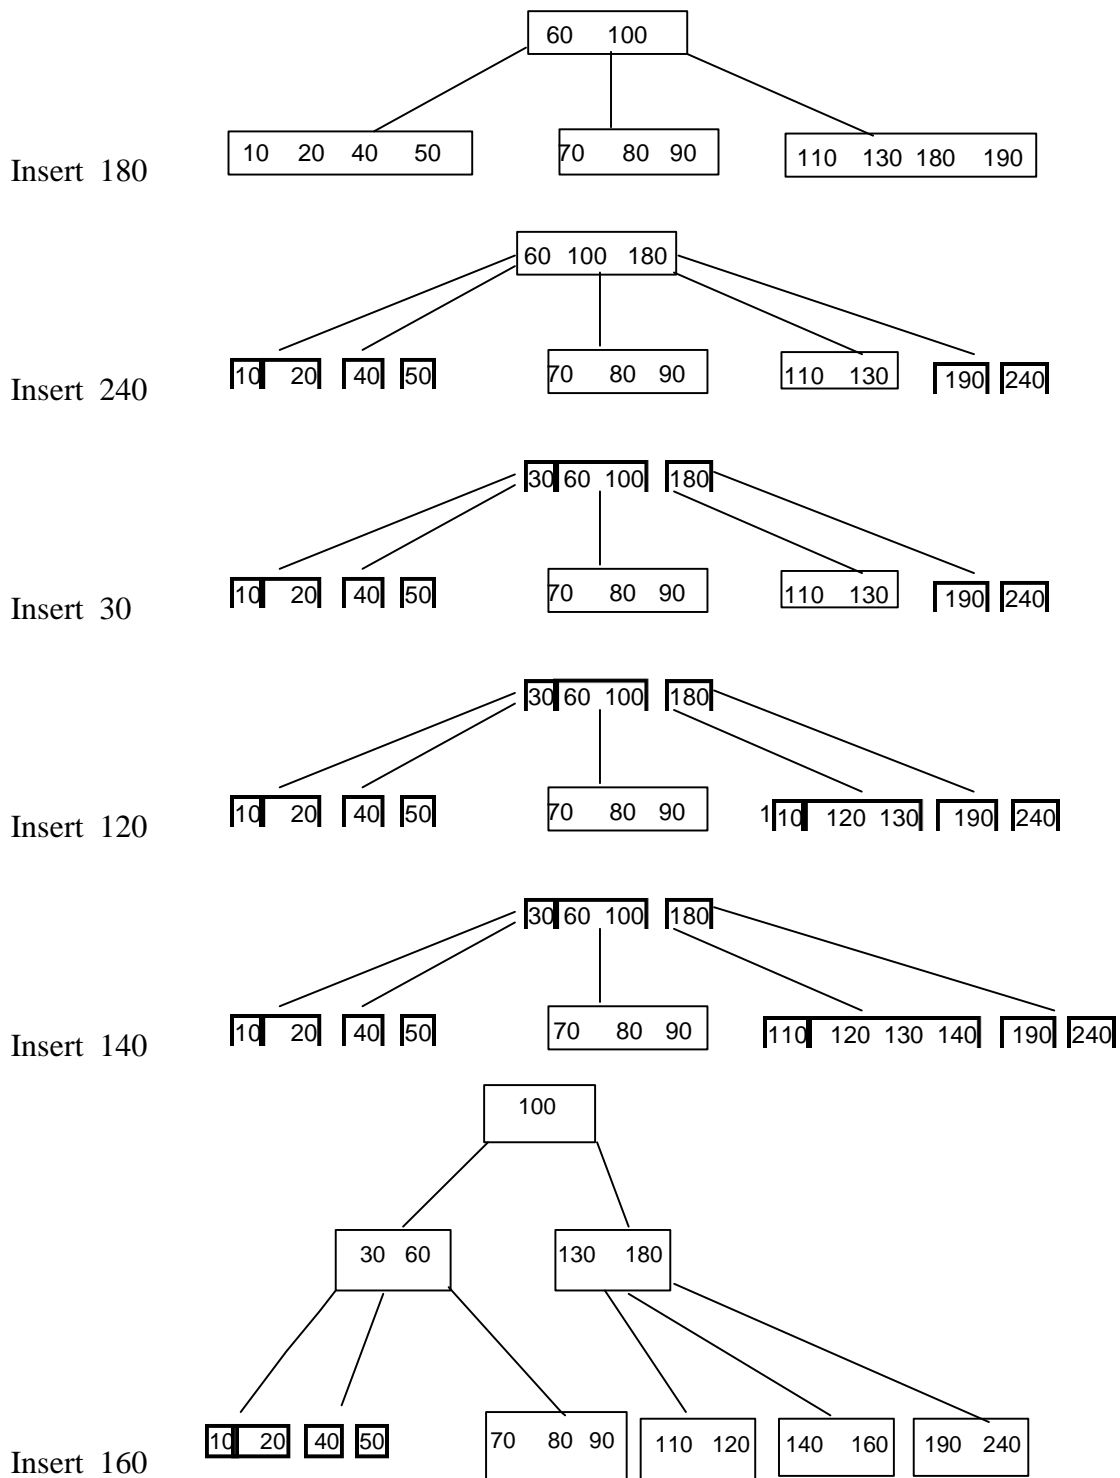 60 100
10 20 40 50 70 80 90 110 130 180 190
Insert 180
60 100 180
10 20 40 50 70 80 90 110 130 190 240
Insert 240
30 60 100 180
10 20 40 50 70 80 90 110 130 190 240
Insert 30
30 60 100 180
10 20 40 50 70 80 90 110 120 130 190 240
Insert 120
30 60 100 180
10 20 40 50 70 80 90 110 120 130 140 190 240
Insert 140
100
30 60 130 180
10 20 40 50 70 80 90 110 120 140 160 190 240
Insert 160